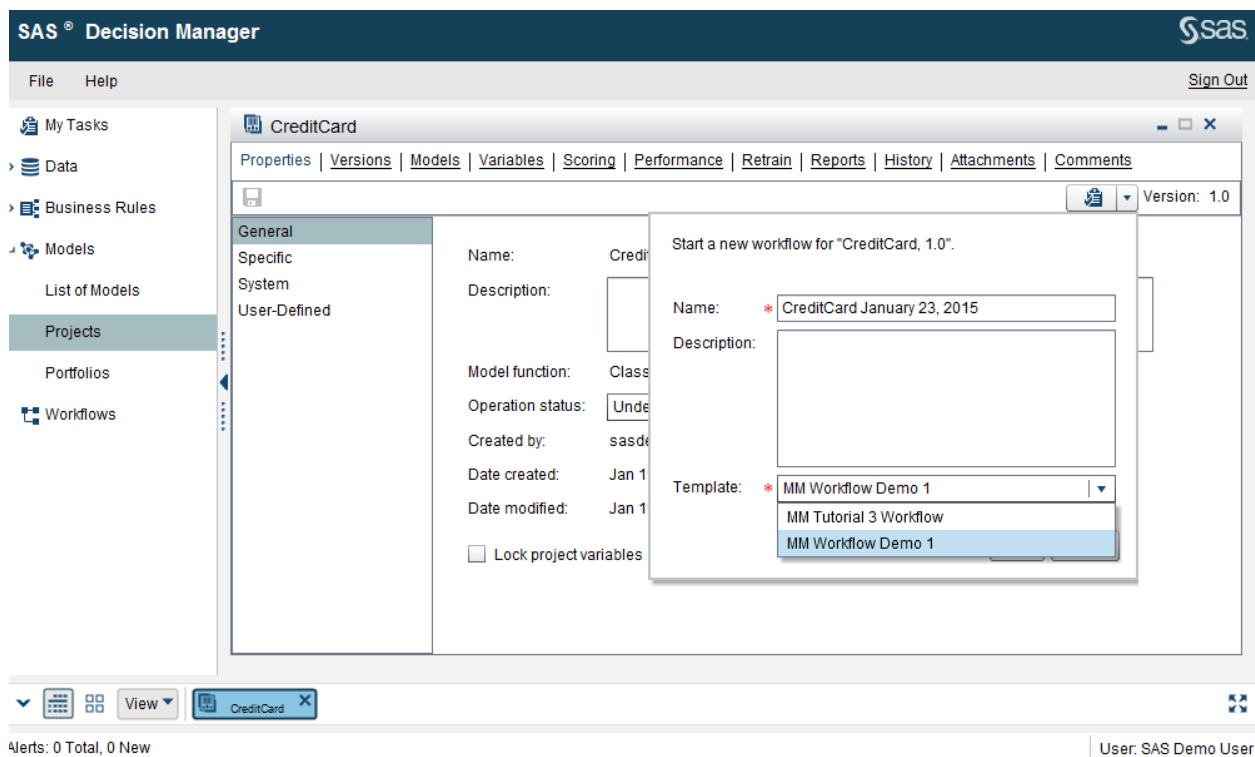 SAS ® Decision Manager
sas
File Help
Sign Out
My Tasks
Data
Business Rules
Models
List of Models
Projects
Portfolios
Workflows
CreditCard
Properties | Versions | Models | Variables | Scoring | Performance | Retrain | Reports | History | Attachments | Comments
Version: 1.0
General
Specific
System
User-Defined
Name:
Description:
Model function:
Operation status:
Created by:
Date created: Jan
Date modified: Jan
Lock project variables
Start a new workflow for "CreditCard, 1.0".
Name: * CreditCard January 23, 2015
Description:
Template: * MM Workflow Demo 1
MM Tutorial 3 Workflow
MM Workflow Demo 1
View
CreditCard
Alerts: 0 Total, 0 New
User: SAS Demo User